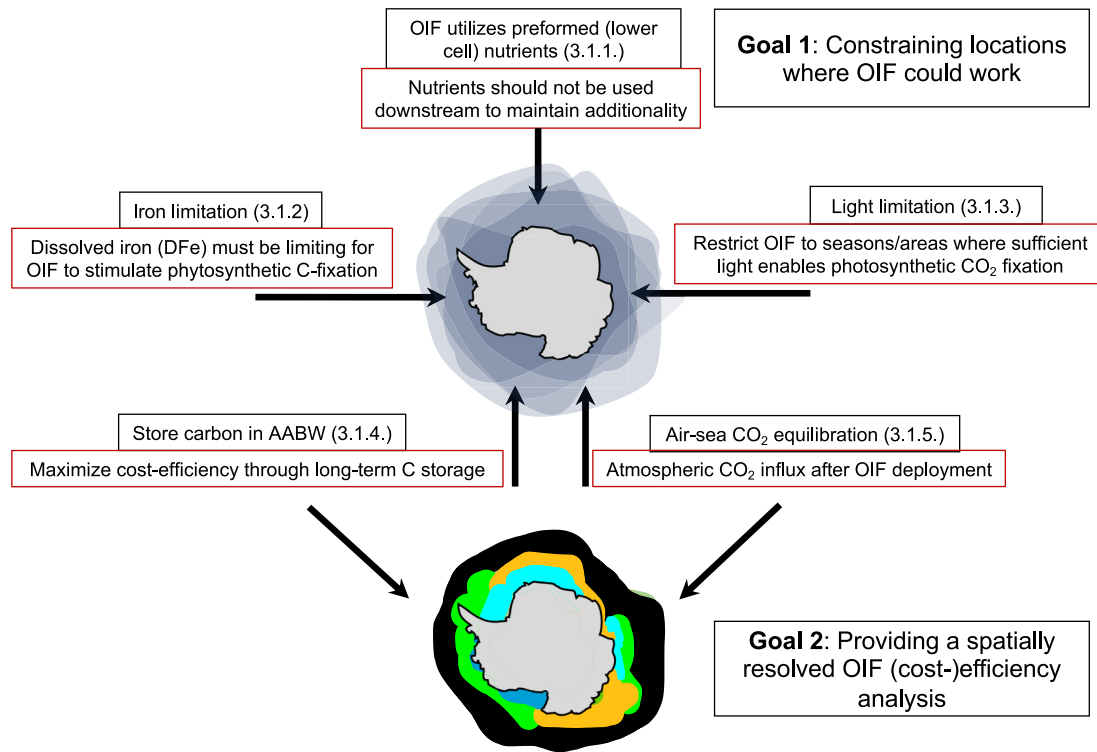 OIF utilizes preformed (lower
cell) nutrients (3.1.1.)
Nutrients should not be used
downstream to maintain additionality
Goal 1: Constraining locations
where OIF could work
Iron limitation (3.1.2)
Dissolved iron (DFe) must be limiting for
OIF to stimulate phytosynthetic C-fixation
Light limitation (3.1.3.)
Restrict OIF to seasons/areas where sufficient
light enables photosynthetic CO₂ fixation
Store carbon in AABW (3.1.4.)
Maximize cost-efficiency through long-term C storage
Air-sea CO₂ equilibration (3.1.5.)
Atmospheric CO₂ influx after OIF deployment
Goal 2: Providing a spatially
resolved OIF (cost-)efficiency
analysis